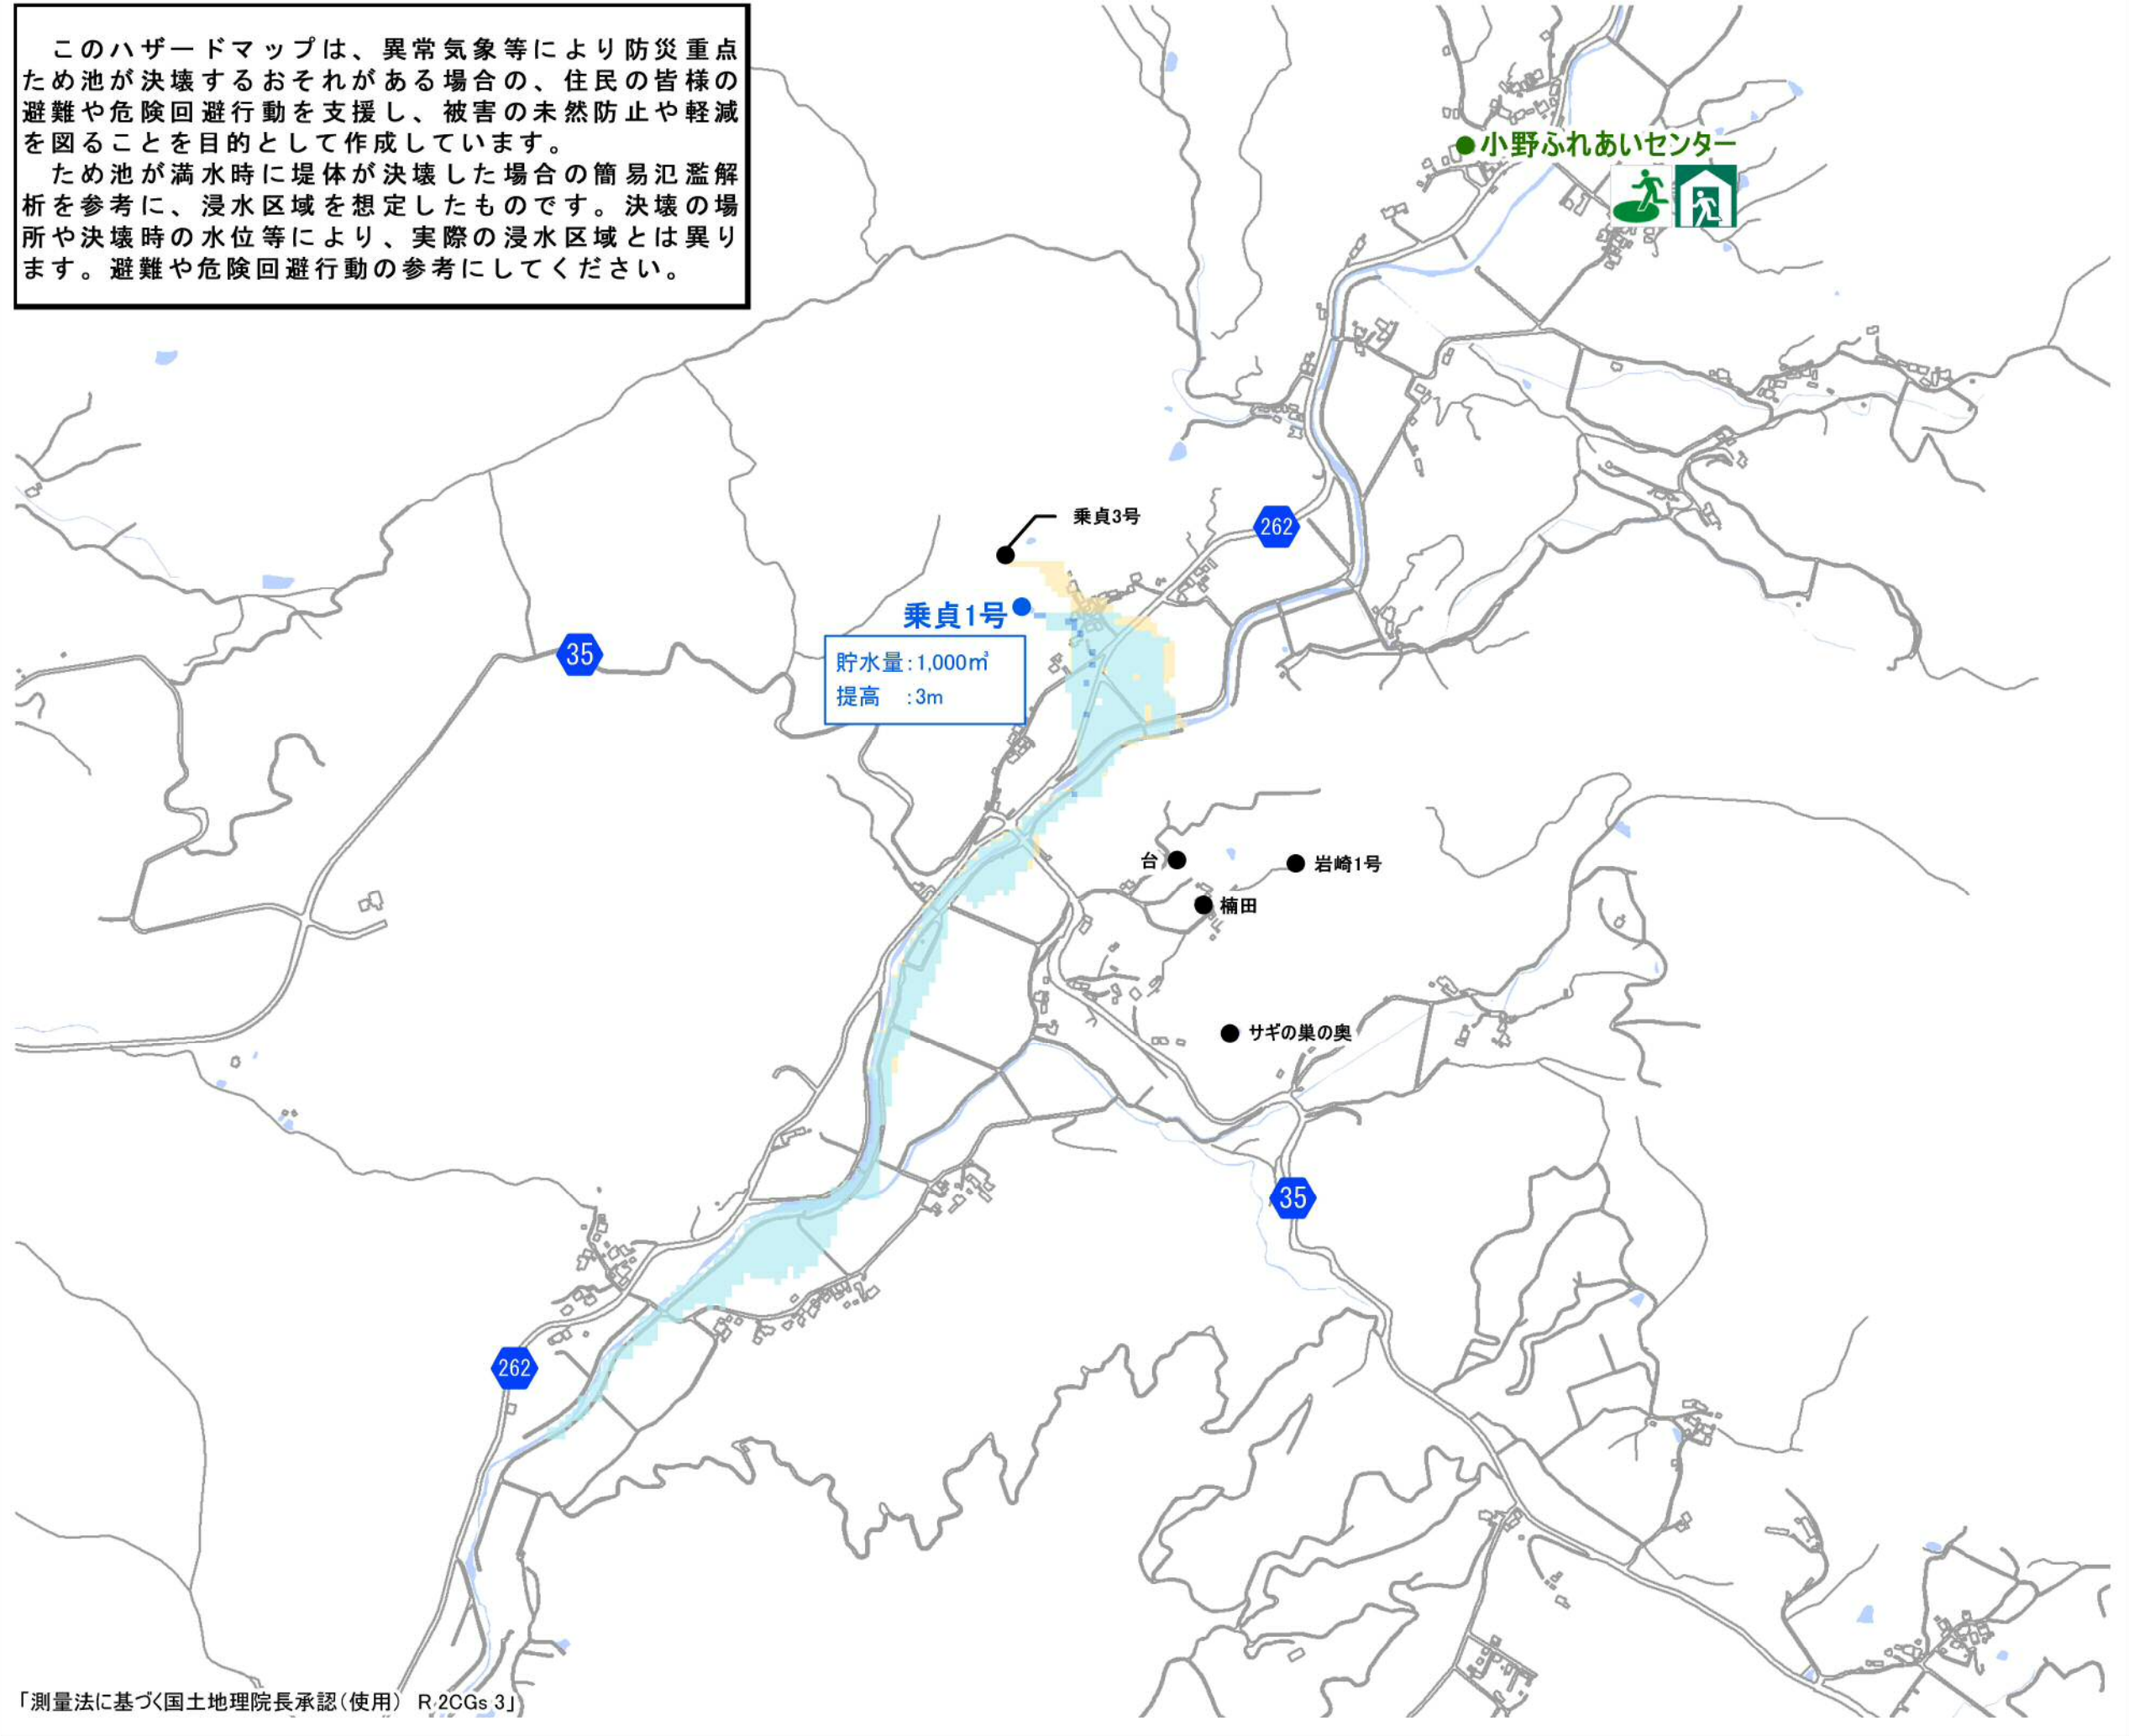 このハザードマップは、異常気象等により防災重点
ため池が決壊するおそれがある場合の、住民の皆様の
避難や危険回避行動を支援し、被害の未然防止や軽減
を図ることを目的として作成しています。
ため池が満水時に堤体が決壊した場合の簡易氾濫解
析を参考に、浸水区域を想定したものです。決壊の場
所や決壊時の水位等により、実際の浸水区域とは異り
ます。避難や危険回避行動の参考にしてください。
小野ふれあいセンター
乗貞3号
262
乗貞1号
35
貯水量:1,000㎥
提高 :3m
台
岩崎1号
楠田
サギの巣の奥
35
262
「測量法に基づく国土地理院長承認(使用) R 2CGs 3」